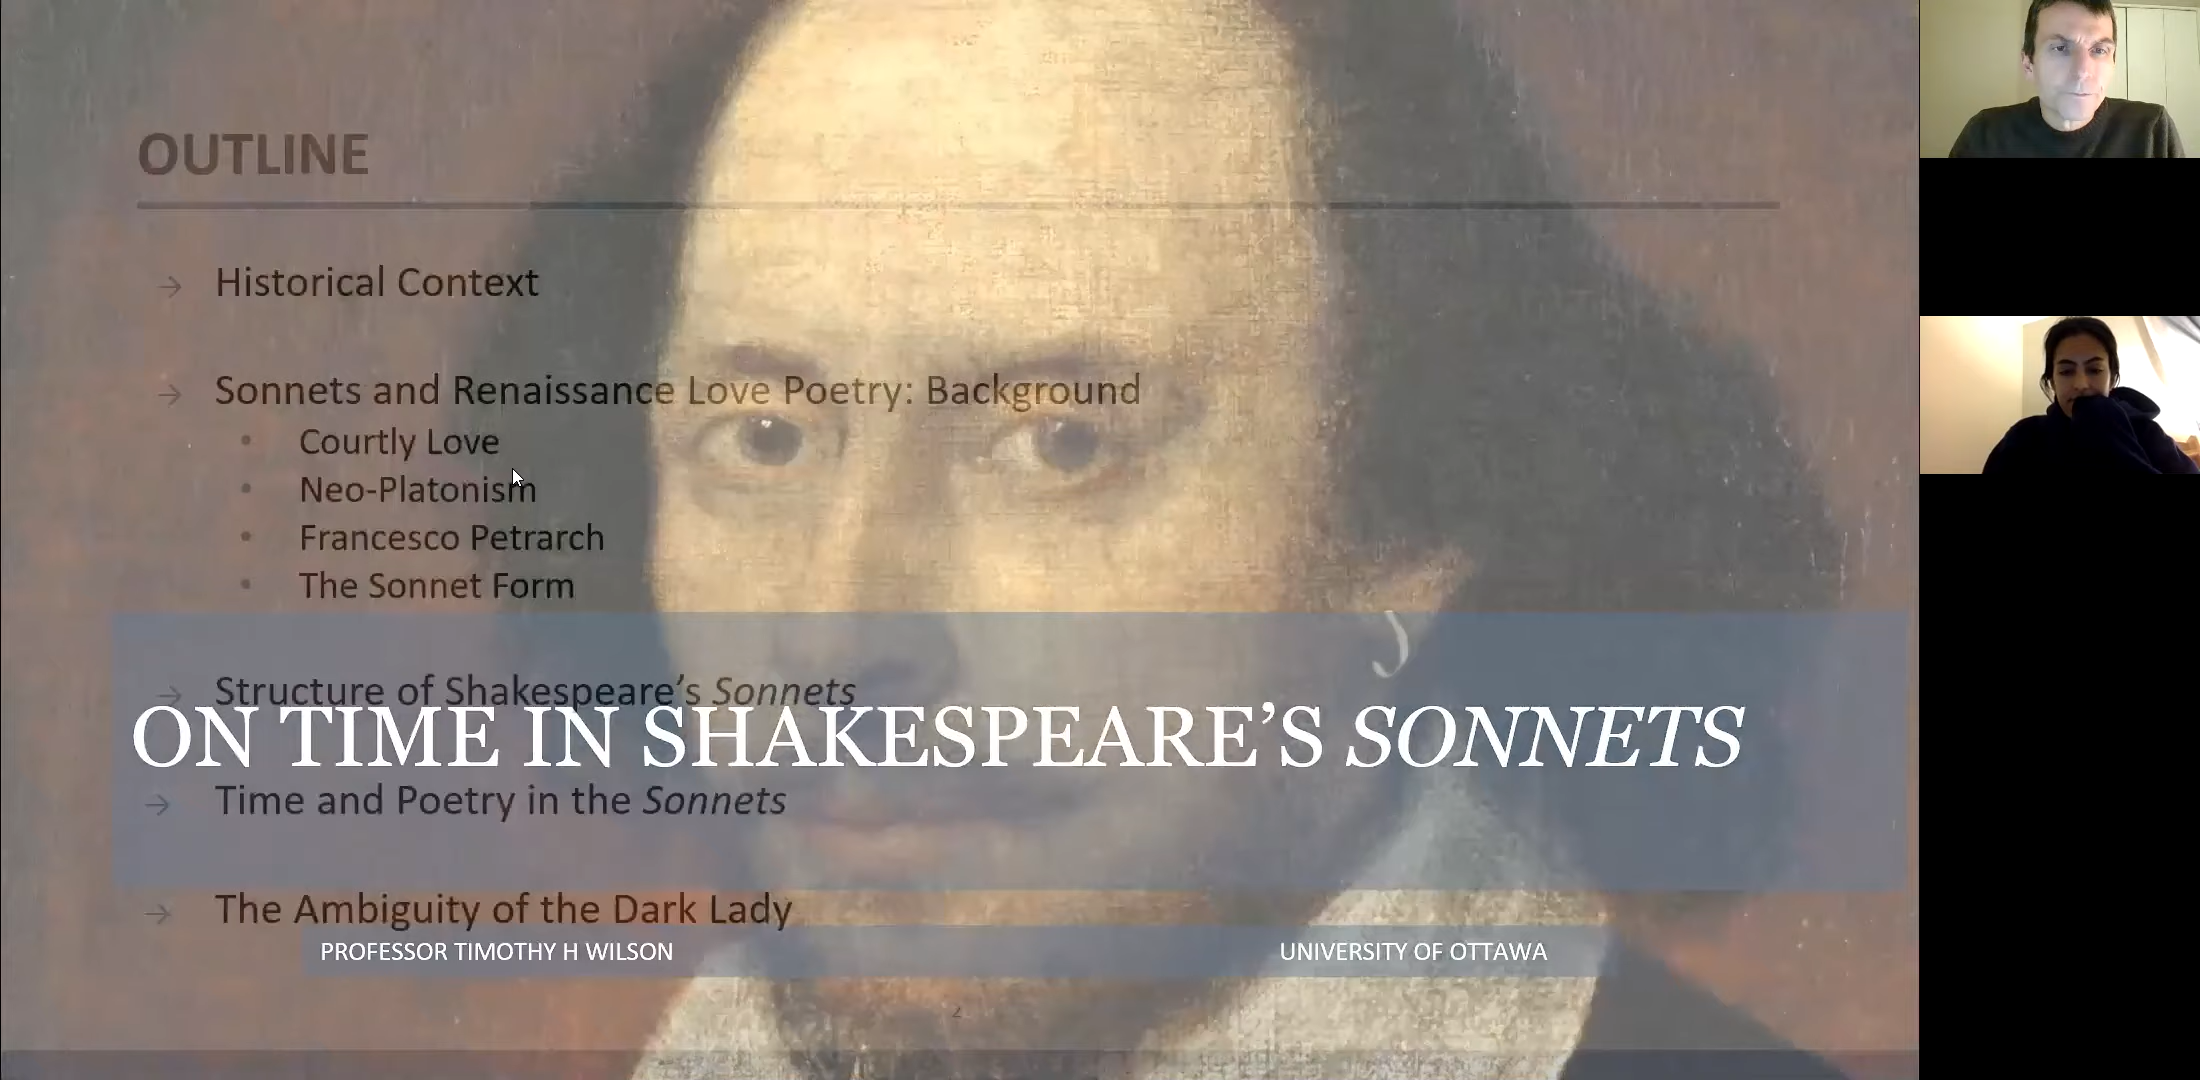 OUTLINE
→ Historical Context
→ Sonnets and Renaissance Love Poetry: Background
• Courtly Love
• Neo-Platonism
• Francesco Petrarch
• The Sonnet Form
→ Structure of Shakespeare’s Sonnets
ON TIME IN SHAKESPEARE’S SONNETS
→ Time and Poetry in the Sonnets
→ The Ambiguity of the Dark Lady
PROFESSOR TIMOTHY H WILSON
UNIVERSITY OF OTTAWA
2